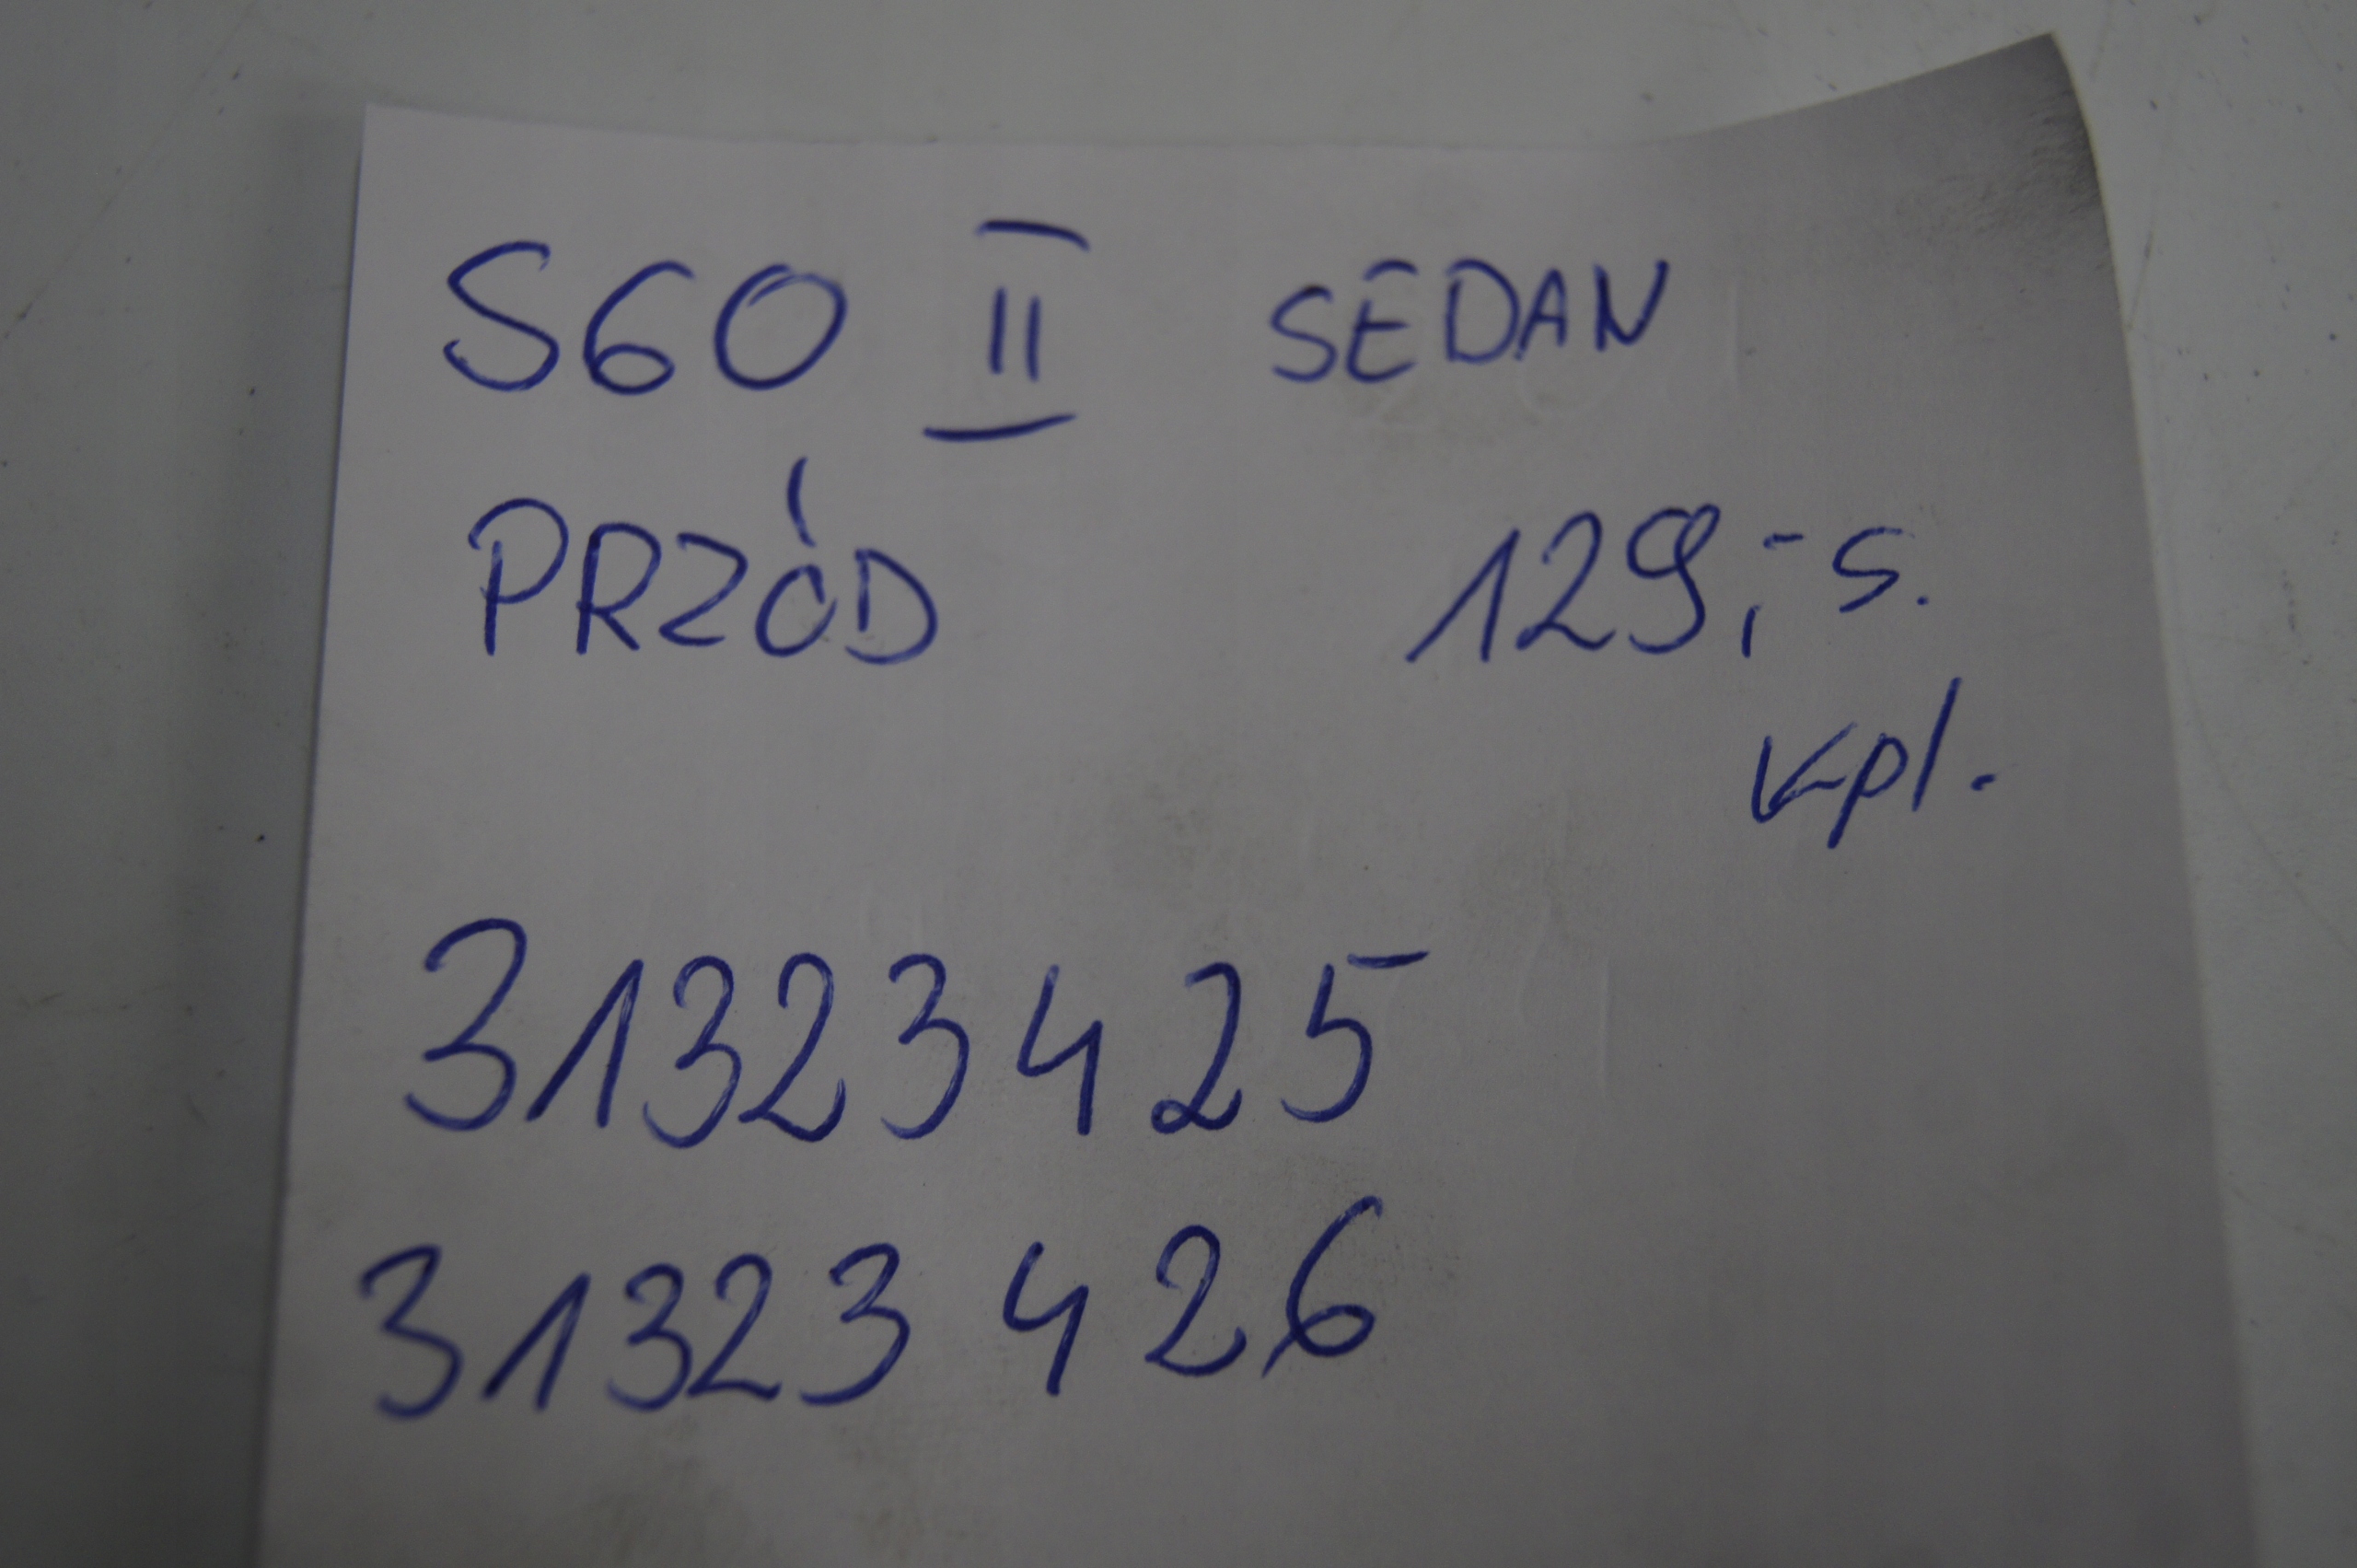 S60 II SEDAN
PRZÓD 129,- s.
kpl.
31323425
31323426